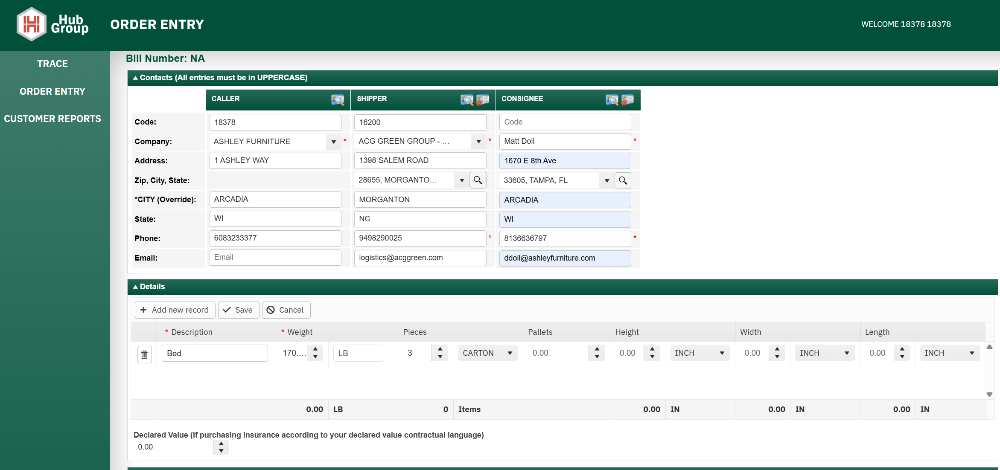 Hub Group
ORDER ENTRY
WELCOME 18378 18378
TRACE
ORDER ENTRY
CUSTOMER REPORTS
Bill Number: NA
Contacts (All entries must be in UPPERCASE)
CALLER SHIPPER CONSIGNEE
Code: 18378 16200 Code
Company: ASHLEY FURNITURE * ACG GREEN GROUP - ... * Matt Doll *
Address: 1 ASHLEY WAY 1398 SALEM ROAD 1670 E 8th Ave
Zip, City, State: 28655, MORGANTO... 33605, TAMPA, FL
*CITY (Override): ARCADIA MORGANTON ARCADIA
State: WI NC WI
Phone: 6083233377 9498290025 * 8136636797 *
Email: Email logistics@acggreen.com ddoll@ashleyfurniture.com
Details
+ Add new record Save Cancel
* Description * Weight Pieces Pallets Height Width Length
Bed 170.... LB 3 CARTON 0.00 0.00 INCH 0.00 INCH 0.00 INCH
0.00 LB 0 Items 0.00 IN 0.00 IN 0.00 IN
Declared Value (If purchasing insurance according to your declared value contractual language)
0.00